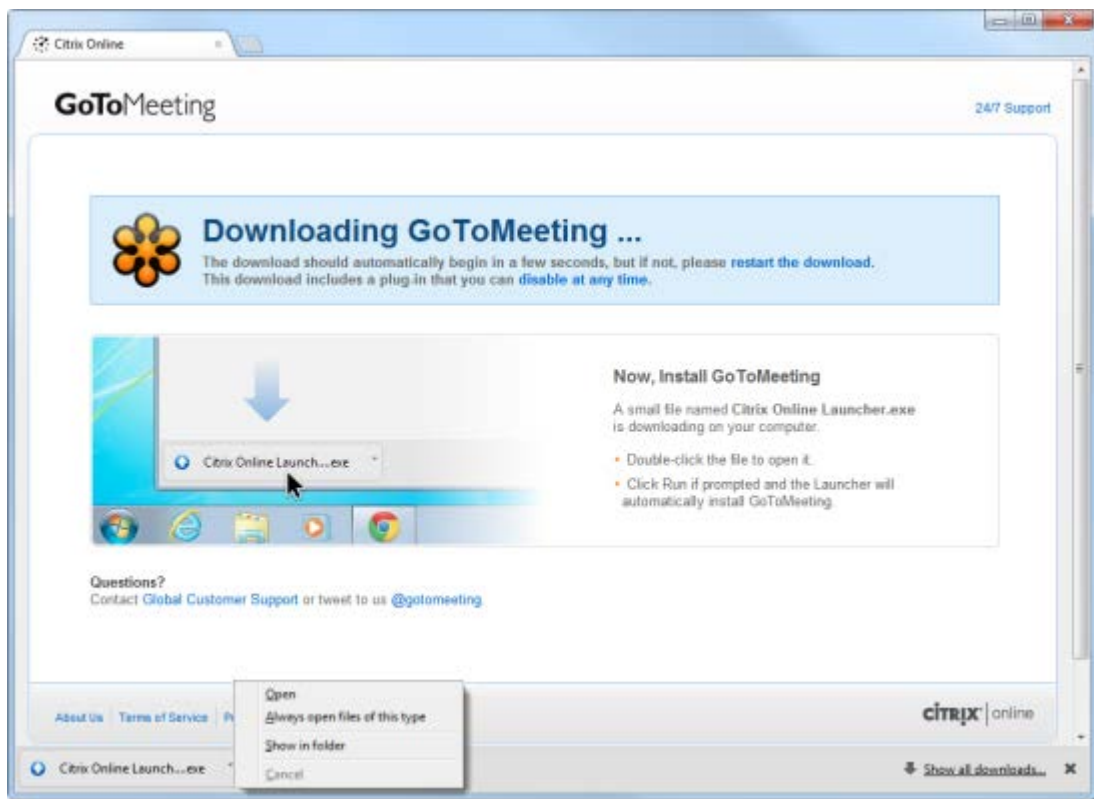 Citrix Online
GoToMeeting
24/7 Support
Downloading GoToMeeting ...
The download should automatically begin in a few seconds, but if not, please restart the download.
This download includes a plug-in that you can disable at any time.
Now, Install GoToMeeting
A small file named Citrix Online Launcher.exe
is downloading on your computer.
• Double-click the file to open it.
• Click Run if prompted and the Launcher will
automatically install GoToMeeting.
Citrix Online Launch...exe
Questions?
Contact Global Customer Support or tweet to us @gotomeeting
Open
Always open files of this type
Show in folder
Cancel
About Us Terms of Service
CİTRIX online
Citrix Online Launch...exe
Show all downloads...